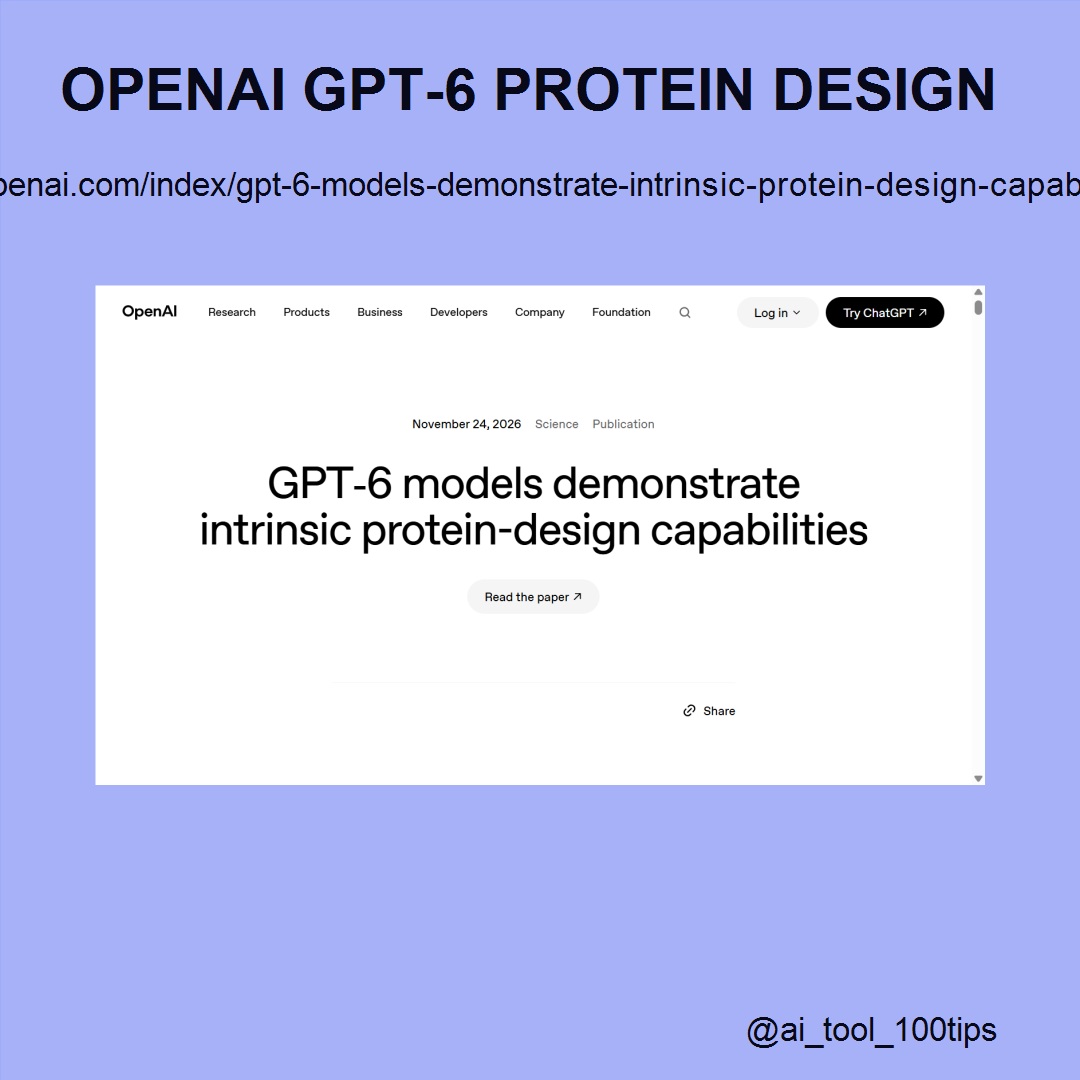 OPENAI GPT-6 PROTEIN DESIGN
penai.com/index/gpt-6-models-demonstrate-intrinsic-protein-design-capab
OpenAI Research Products Business Developers Company Foundation Log in Try ChatGPT ↗
November 24, 2026 Science Publication
GPT-6 models demonstrate
intrinsic protein-design capabilities
Read the paper ↗
Share
@ai_tool_100tips